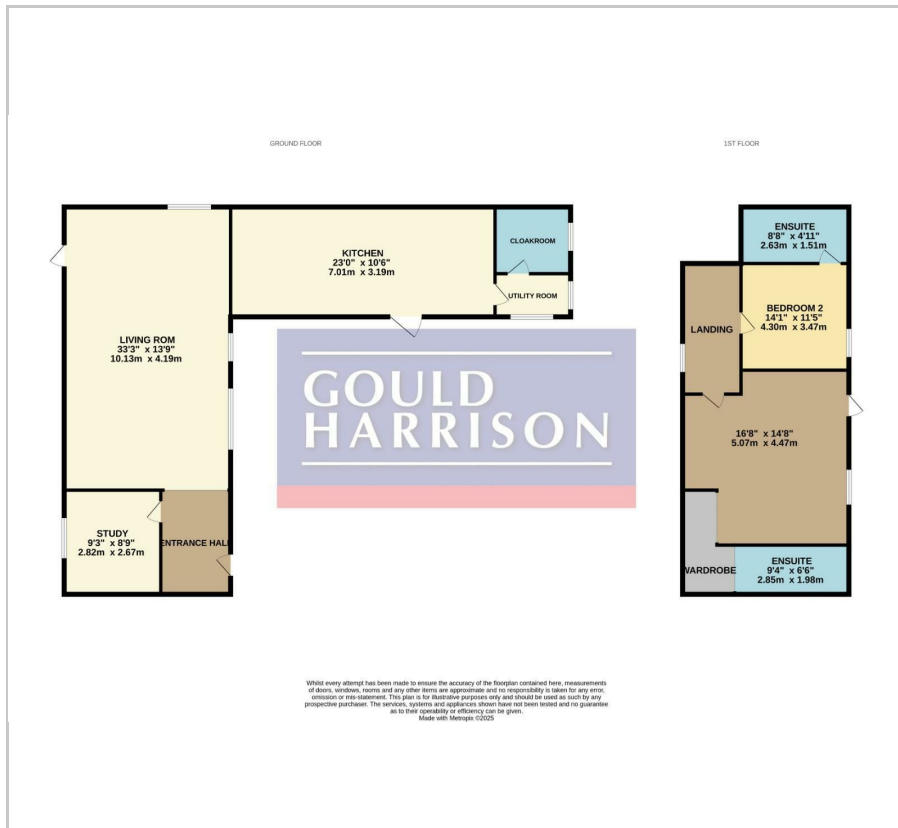 GROUND FLOOR
1ST FLOOR
LIVING ROM
33'3" x 13'9"
10.13m x 4.19m
KITCHEN
23'0" x 10'6"
7.01m x 3.19m
CLOAKROOM
UTILITY ROOM
STUDY
9'3" x 8'9"
2.82m x 2.67m
ENTRANCE HALL
ENSUITE
8'8" x 4'11"
2.63m x 1.51m
LANDING
BEDROOM 2
14'1" x 11'5"
4.30m x 3.47m
16'8" x 14'8"
5.07m x 4.47m
WARDROBE
ENSUITE
9'4" x 6'6"
2.85m x 1.98m
GOULD
HARRISON
Whilst every attempt has been made to ensure the accuracy of the floorplan contained here, measurements
of doors, windows, rooms and any other items are approximate and no responsibility is taken for any error,
omission or mis-statement. This plan is for illustrative purposes only and should be used as such by any
prospective purchaser. The services, systems and appliances shown have not been tested and no guarantee
as to their operability or efficiency can be given.
Made with Metropix ©2025